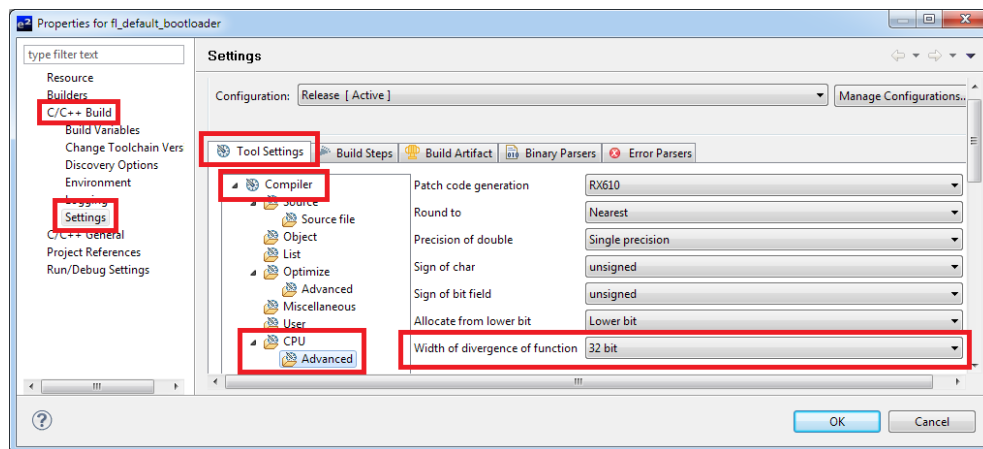 e² Properties for fl_default_bootloader
type filter text
Resource
Builders
C/C++ Build
Build Variables
Change Toolchain Vers
Discovery Options
Environment
Logging
Settings
C/C++ General
Project References
Run/Debug Settings
Settings
Configuration: Release [ Active ] Manage Configurations..
Tool Settings Build Steps Build Artifact Binary Parsers Error Parsers
Compiler
Source
Source file
Object
List
Optimize
Advanced
Miscellaneous
User
CPU
Advanced
Patch code generation RX610
Round to Nearest
Precision of double Single precision
Sign of char unsigned
Sign of bit field unsigned
Allocate from lower bit Lower bit
Width of divergence of function 32 bit
OK Cancel